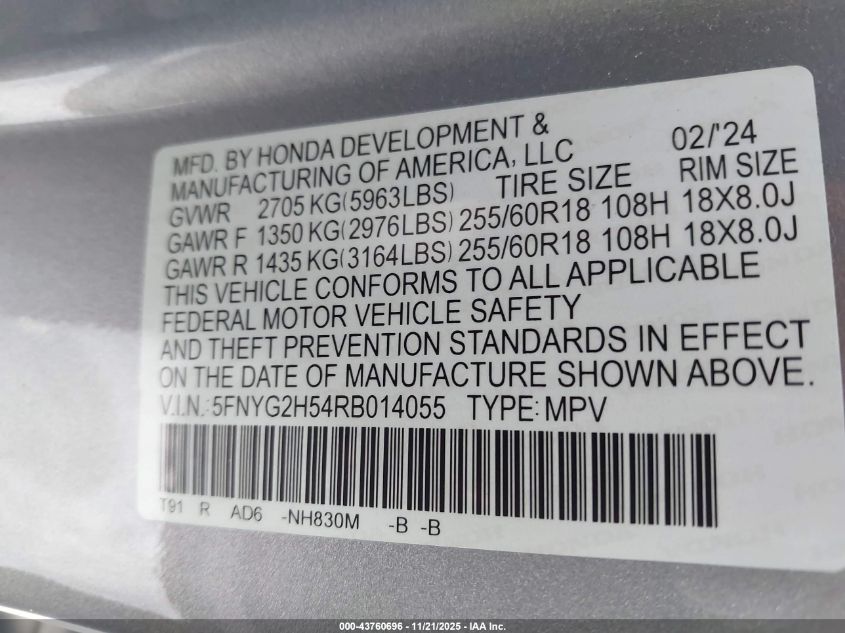 MFD. BY HONDA DEVELOPMENT & 02/'24
MANUFACTURING OF AMERICA, LLC
GVWR 2705 KG(5963LBS) TIRE SIZE RIM SIZE
GAWR F 1350 KG(2976LBS) 255/60R18 108H 18X8.0J
GAWR R 1435 KG(3164LBS) 255/60R18 108H 18X8.0J
THIS VEHICLE CONFORMS TO ALL APPLICABLE
FEDERAL MOTOR VEHICLE SAFETY
AND THEFT PREVENTION STANDARDS IN EFFECT
ON THE DATE OF MANUFACTURE SHOWN ABOVE.
V.I.N.:5FNYG2H54RB014055 TYPE:MPV
T91 R AD6 -NH830M -B -B
000-43760696 - 11/21/2025 - IAA Inc.